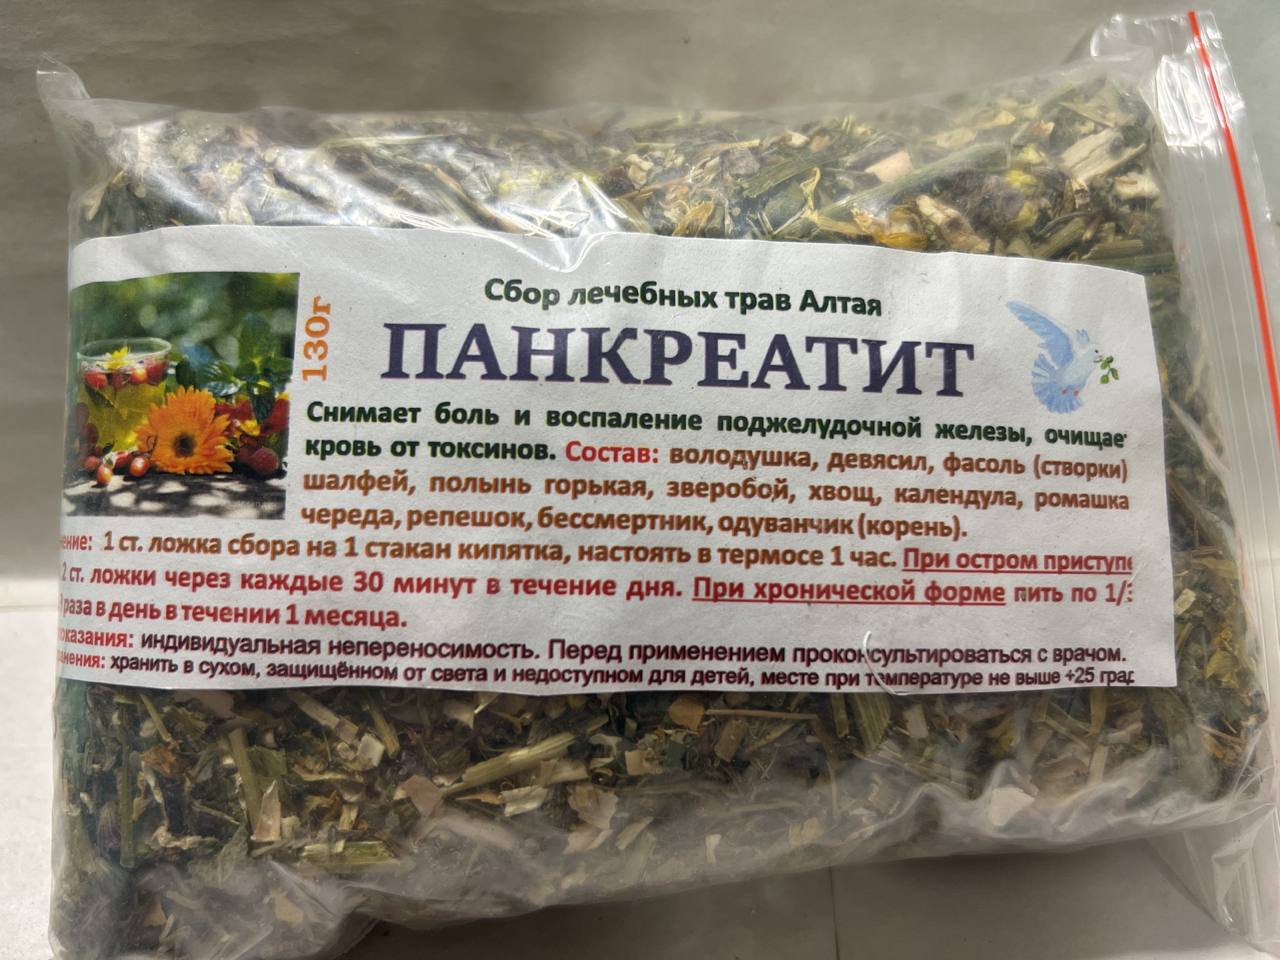 Сбор лечебных трав Алтая
130г
ПАНКРЕАТИТ
Снимает боль и воспаление поджелудочной железы, очищае
кровь от токсинов. Состав: володушка, девясил, фасоль (створки)
шалфей, полынь горькая, зверобой, хвощ, календула, ромашка
череда, репешок, бессмертник, одуванчик (корень).
ение: 1 ст. ложка сбора на 1 стакан кипятка, настоять в термосе 1 час. При остром приступе
2 ст. ложки через каждые 30 минут в течение дня. При хронической форме пить по 1/3
раза в день в течении 1 месяца.
оказания: индивидуальная непереносимость. Перед применением проконсультироваться с врачом.
анения: хранить в сухом, защищённом от света и недоступном для детей, месте при температуре не выше +25 град